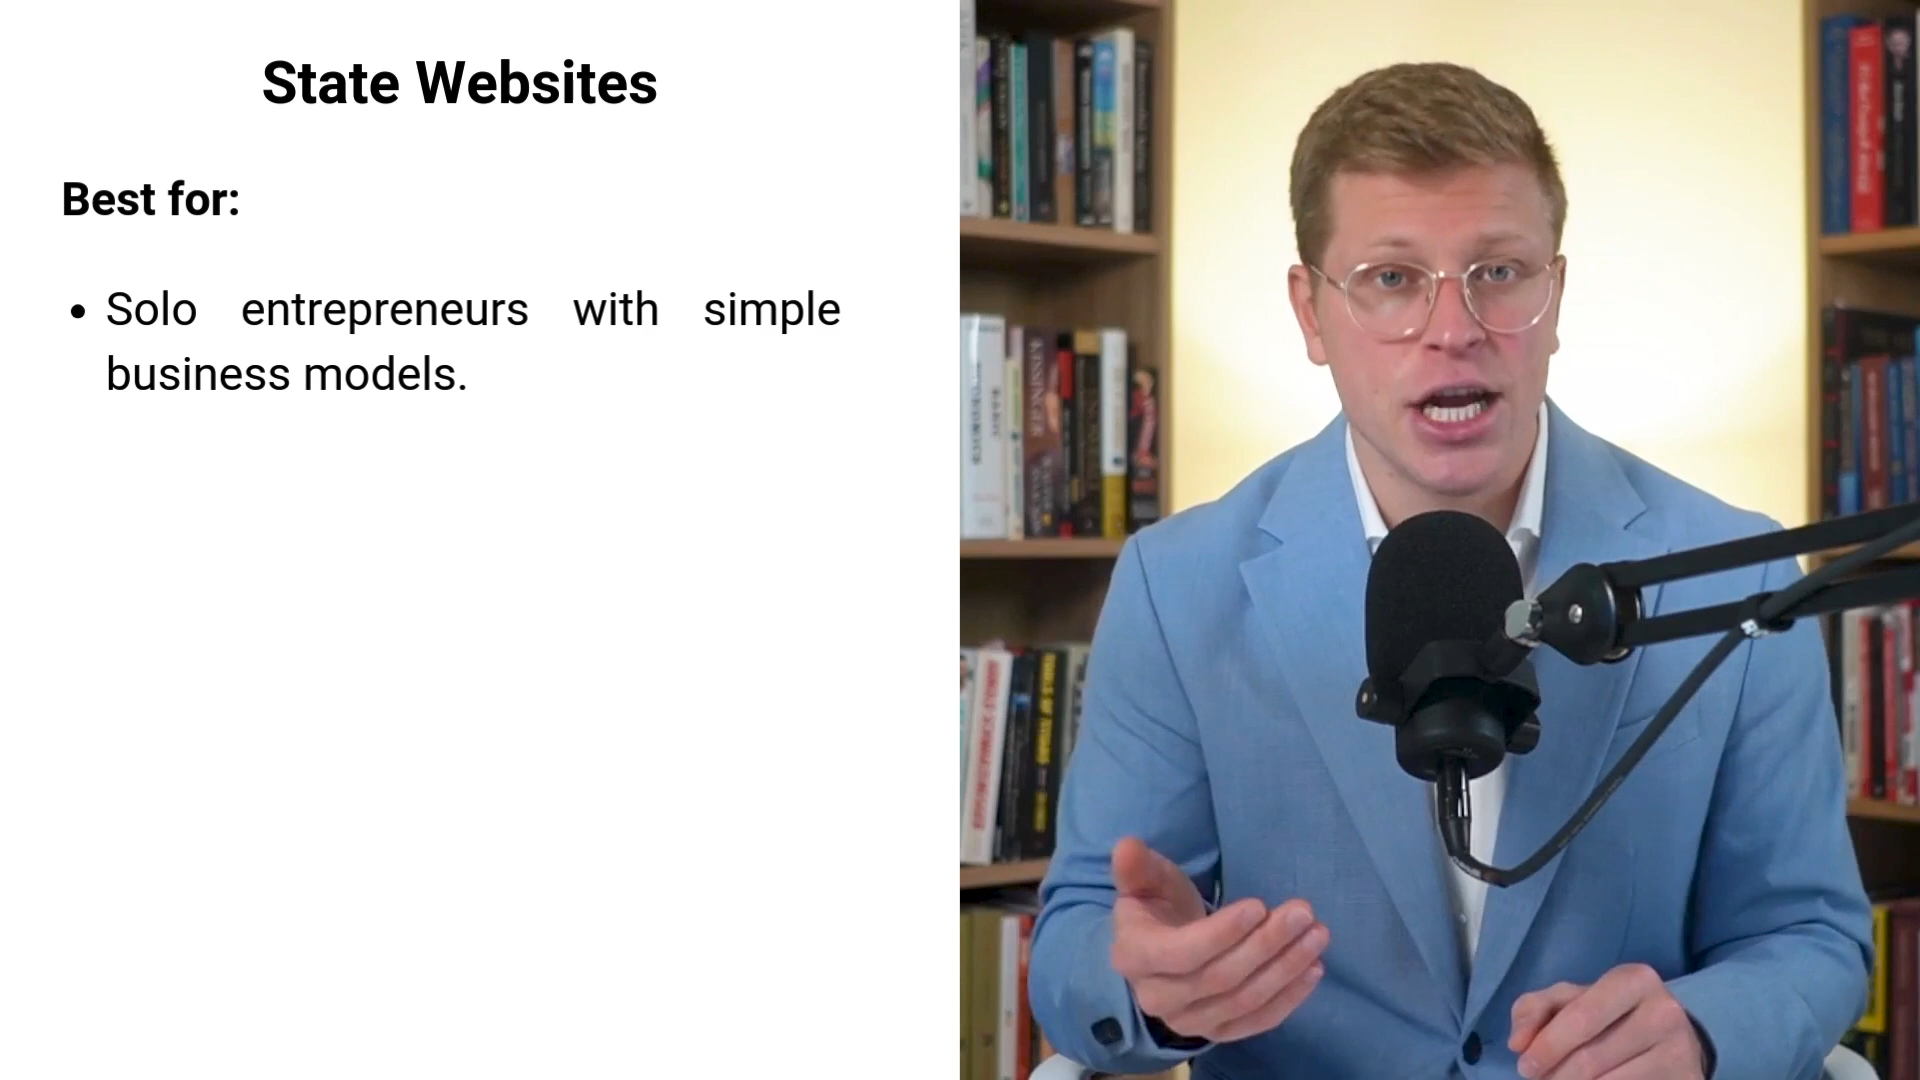 State Websites
Best for:
• Solo entrepreneurs with simple
business models.